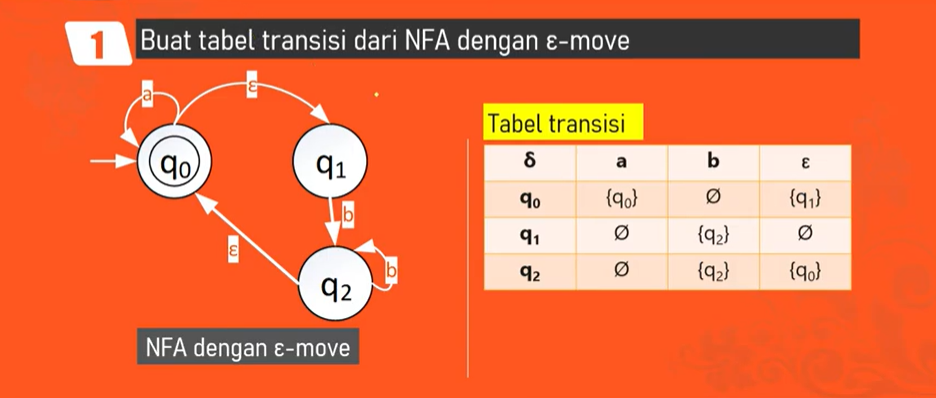 1 Buat tabel transisi dari NFA dengan ε-move
a
ε
q₀
q₁
b
ε
b
q₂
NFA dengan ε-move
Tabel transisi
δ a b ε
q₀ {q₀} Ø {q₁}
q₁ Ø {q₂} Ø
q₂ Ø {q₂} {q₀}